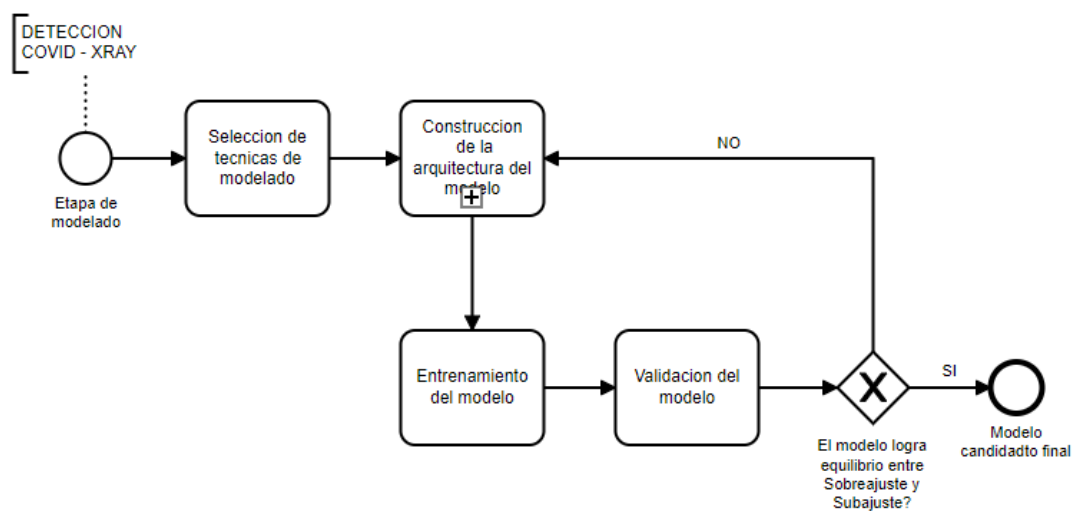 DETECCION
COVID - XRAY
Etapa de
modelado
Seleccion de
tecnicas de
modelado
Construccion
de la
arquitectura del
modelo
NO
Entrenamiento
del modelo
Validacion del
modelo
X
El modelo logra
equilibrio entre
Sobreajuste y
Subajuste?
SI
Modelo
candidadto final